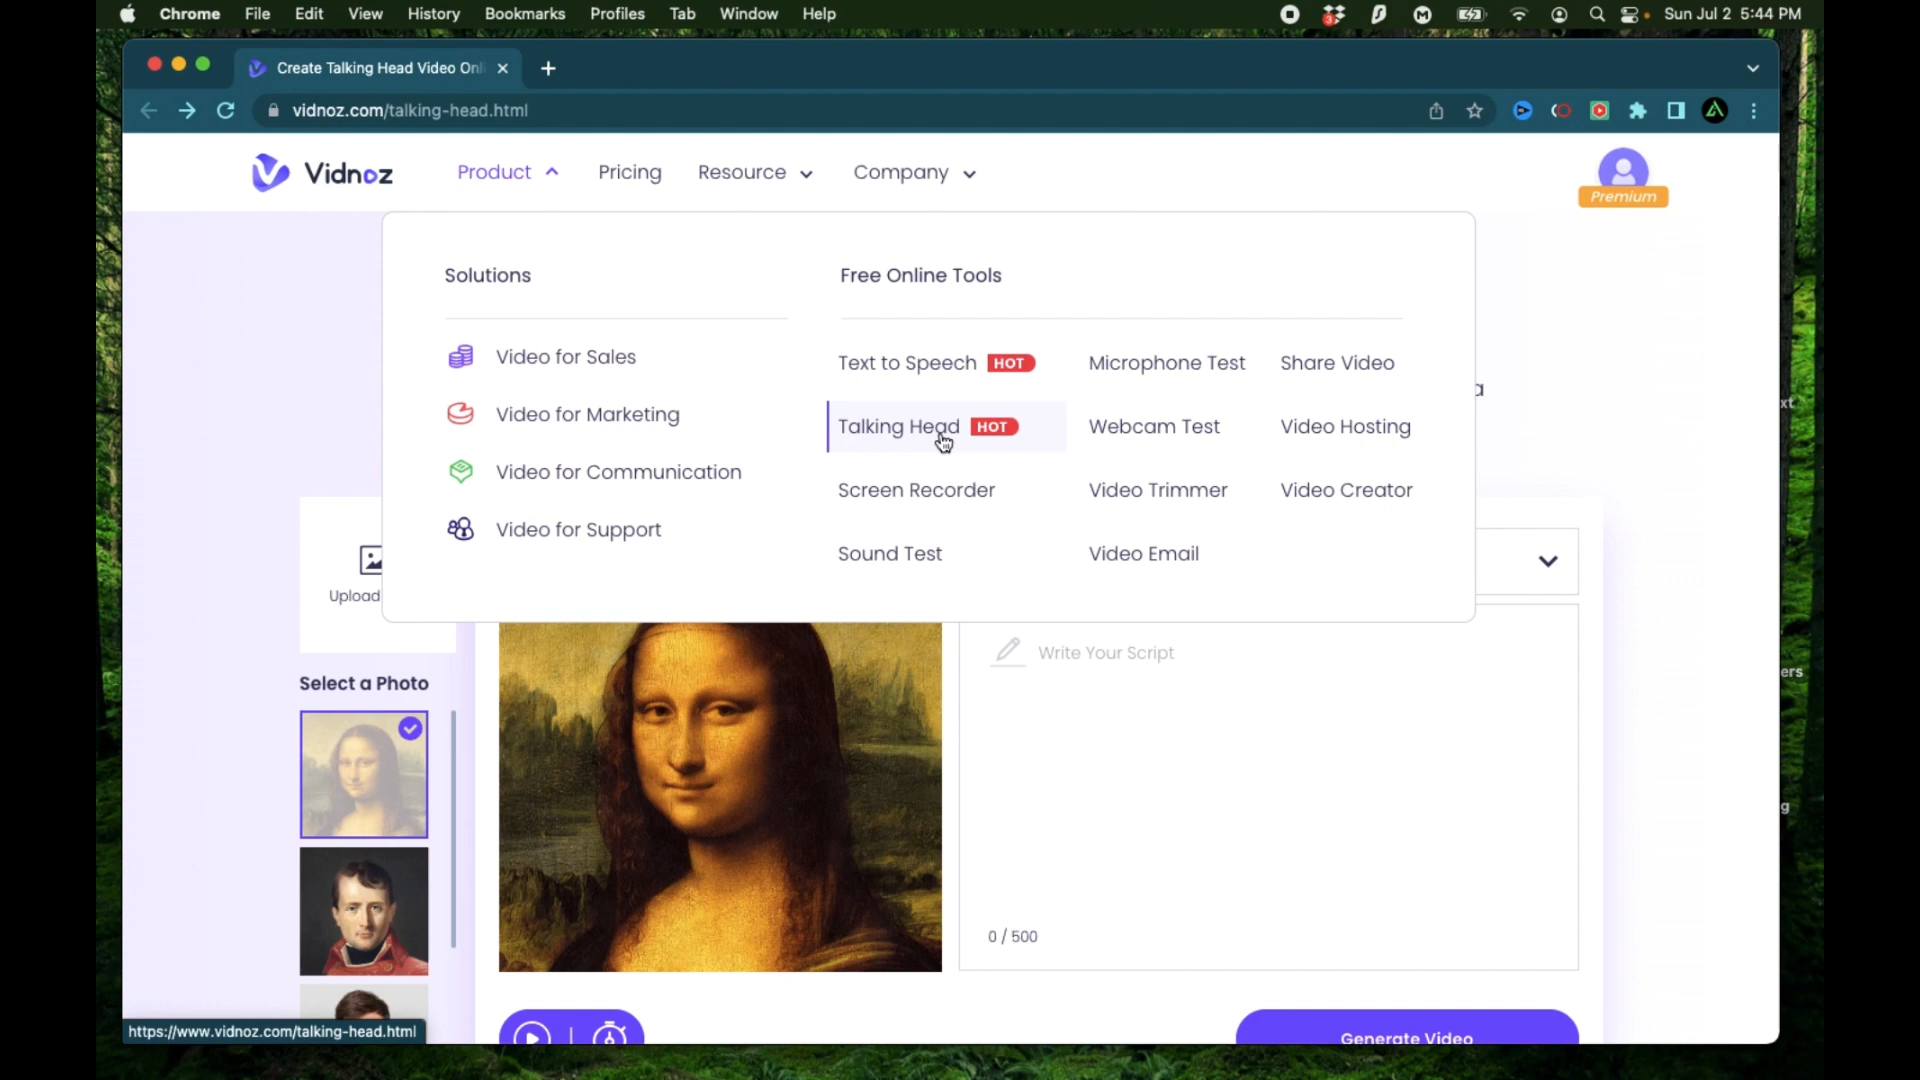 Chrome File Edit View History Bookmarks Profiles Tab Window Help
3
Sun Jul 2 5:44 PM
Create Talking Head Video Onl
vidnoz.com/talking-head.html
Vidnoz
Product
Pricing
Resource
Company
Premium
Solutions
Video for Sales
Video for Marketing
Video for Communication
Video for Support
Free Online Tools
Text to Speech HOT
Microphone Test
Share Video
Talking Head HOT
Webcam Test
Video Hosting
Screen Recorder
Video Trimmer
Video Creator
Sound Test
Video Email
Upload
Select a Photo
Write Your Script
0 / 500
Generate Video
xt
ers
g
https://www.vidnoz.com/talking-head.html